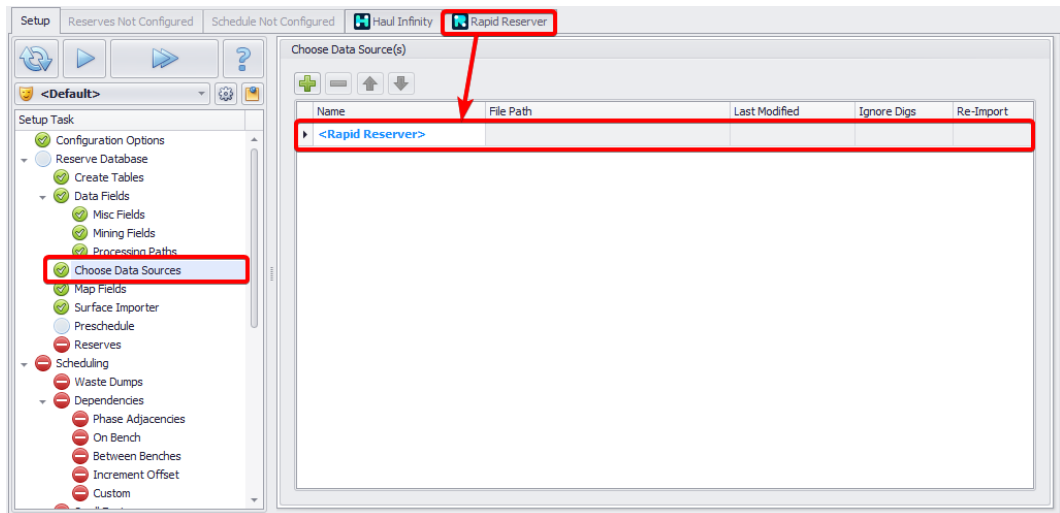 Setup
Reserves Not Configured
Schedule Not Configured
Haul Infinity
Rapid Reserver
<Default>
Setup Task
Configuration Options
Reserve Database
Create Tables
Data Fields
Misc Fields
Mining Fields
Processing Paths
Choose Data Sources
Map Fields
Surface Importer
Preschedule
Reserves
Scheduling
Waste Dumps
Dependencies
Phase Adjacencies
On Bench
Between Benches
Increment Offset
Custom
Choose Data Source(s)
Name File Path Last Modified Ignore Digs Re-Import
<Rapid Reserver>